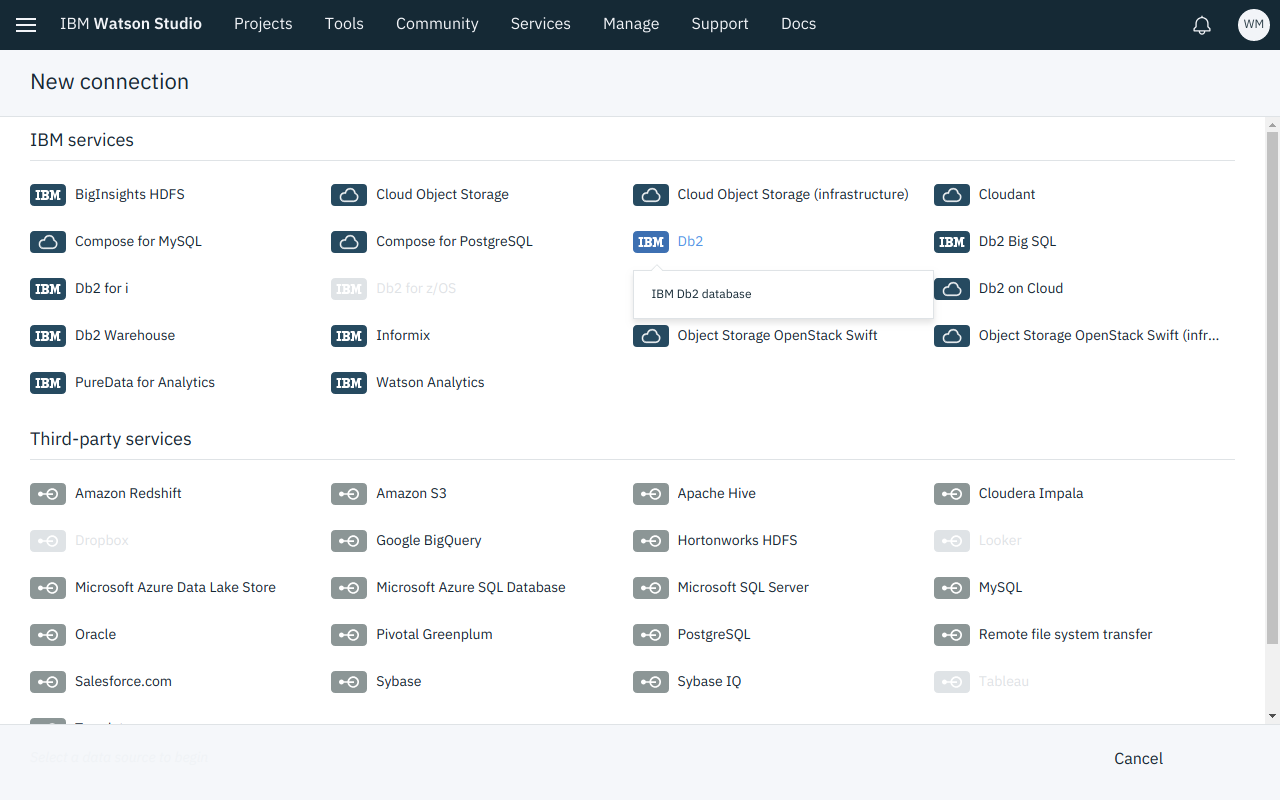 IBM Watson Studio Projects Tools Community Services Manage Support Docs WM
New connection
IBM services
IBM BigInsights HDFS Cloud Object Storage Cloud Object Storage (infrastructure) Cloudant
Compose for MySQL Compose for PostgreSQL IBM Db2 IBM Db2 Big SQL
IBM Db2 for i IBM Db2 for z/OS IBM Db2 database Db2 on Cloud
IBM Db2 Warehouse IBM Informix Object Storage OpenStack Swift Object Storage OpenStack Swift (infr...
IBM PureData for Analytics IBM Watson Analytics
Third-party services
Amazon Redshift Amazon S3 Apache Hive Cloudera Impala
Dropbox Google BigQuery Hortonworks HDFS Looker
Microsoft Azure Data Lake Store Microsoft Azure SQL Database Microsoft SQL Server MySQL
Oracle Pivotal Greenplum PostgreSQL Remote file system transfer
Salesforce.com Sybase Sybase IQ Tableau
Select a data source to begin Cancel